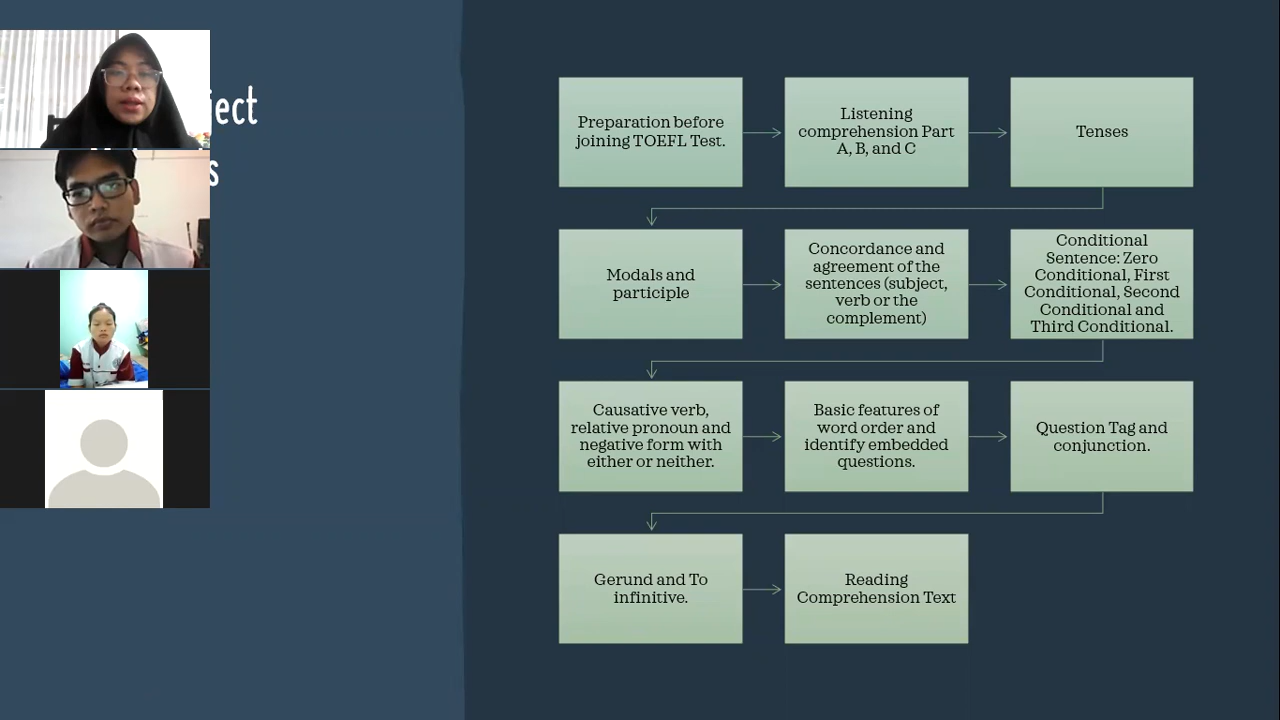 Preparation before
joining TOEFL Test.
Listening
comprehension Part
A, B, and C
Tenses
Modals and
participle
Concordance and
agreement of the
sentences (subject,
verb or the
complement)
Conditional
Sentence: Zero
Conditional, First
Conditional, Second
Conditional and
Third Conditional.
Causative verb,
relative pronoun and
negative form with
either or neither.
Basic features of
word order and
identify embedded
questions.
Question Tag and
conjunction.
Gerund and To
infinitive.
Reading
Comprehension Text